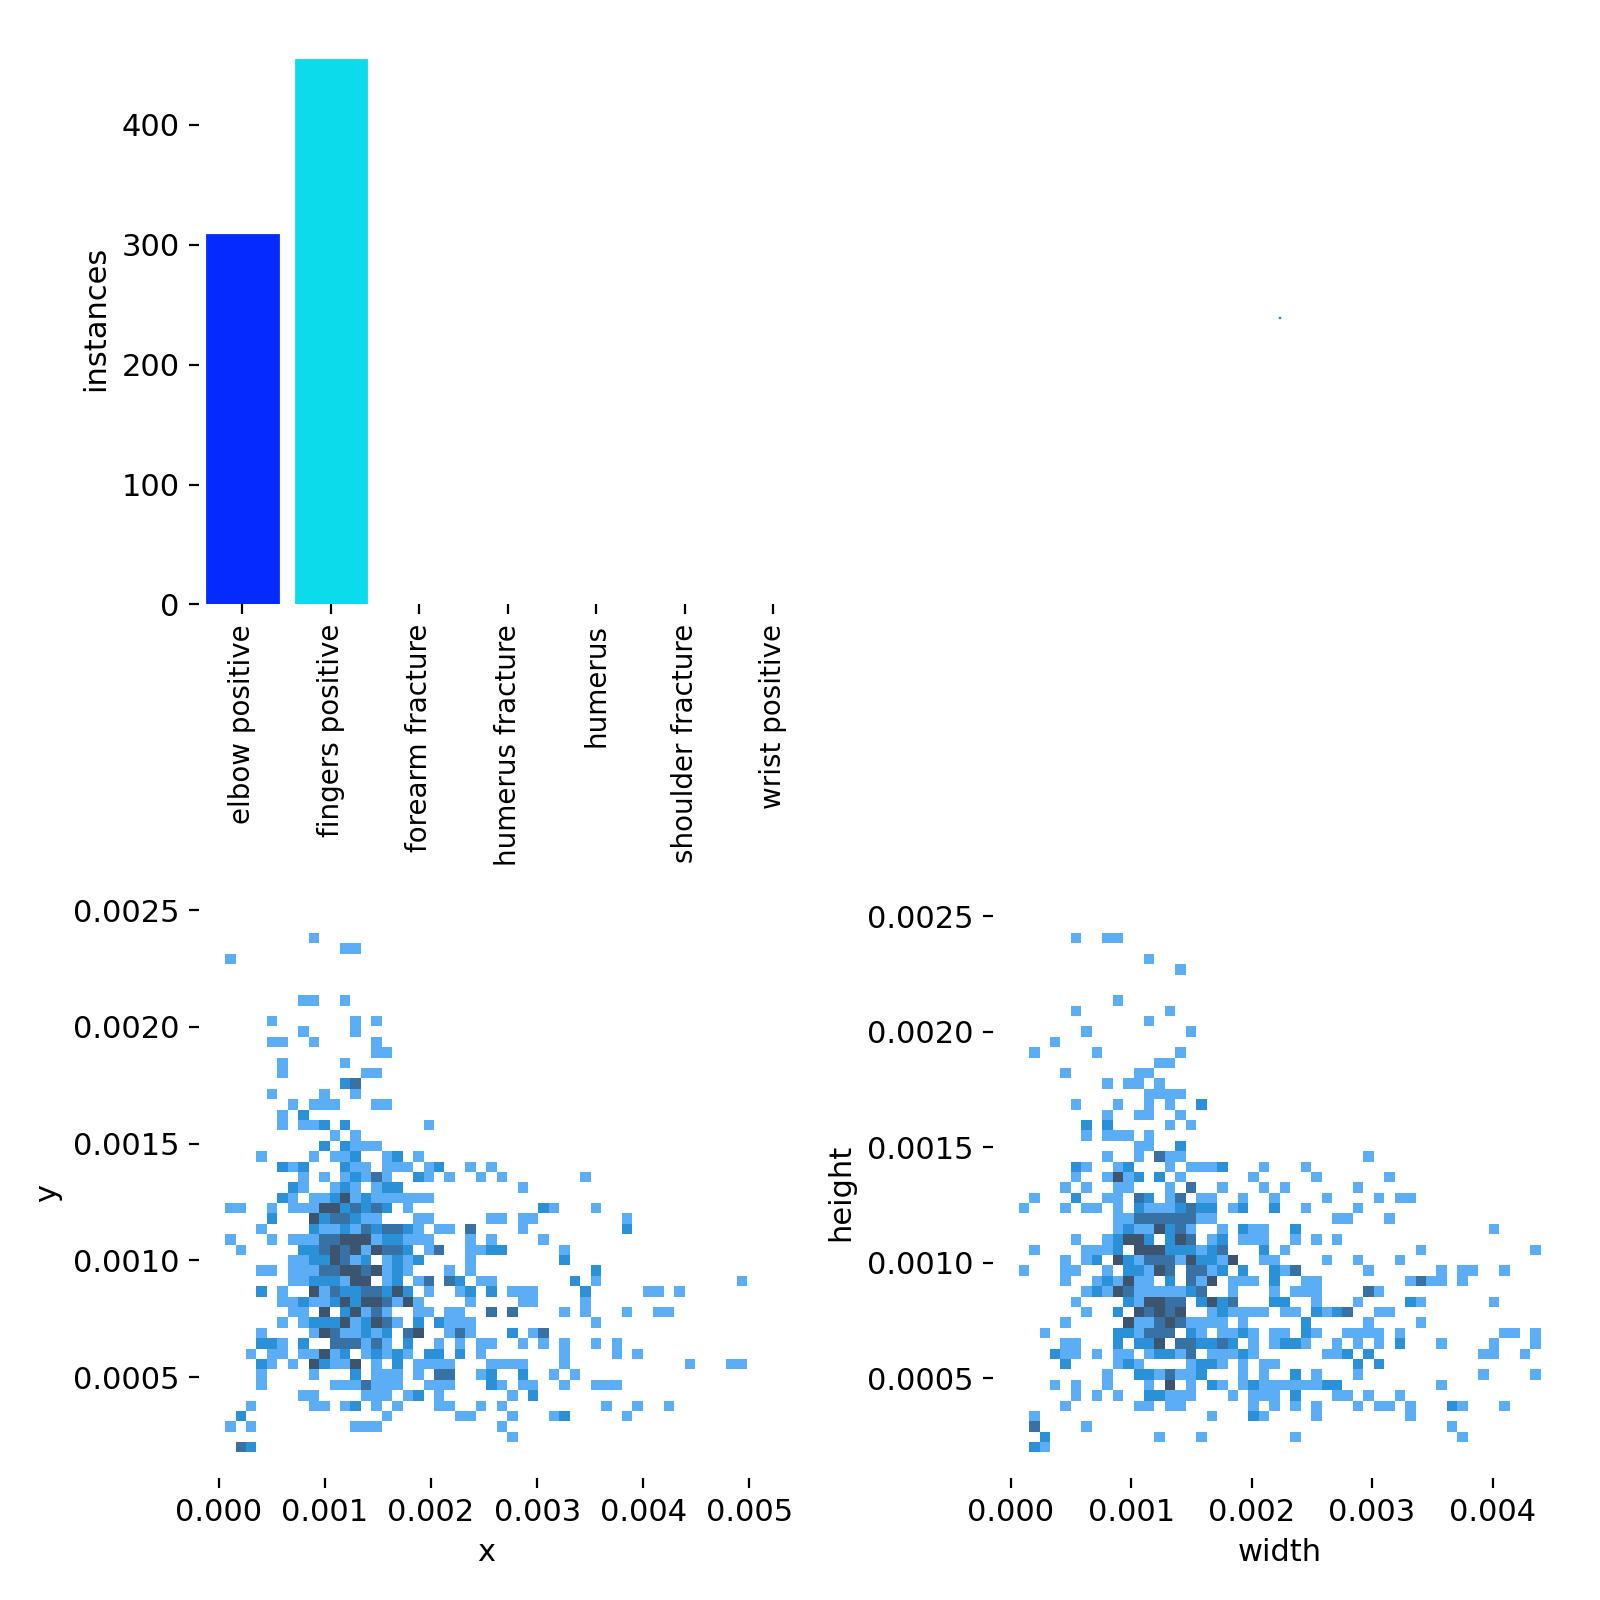 instances
400
300
200
100
0
elbow positive
fingers positive
forearm fracture
humerus fracture
humerus
shoulder fracture
wrist positive
y
0.0025
0.0020
0.0015
0.0010
0.0005
0.000 0.001 0.002 0.003 0.004 0.005
x
height
0.0025
0.0020
0.0015
0.0010
0.0005
0.000 0.001 0.002 0.003 0.004
width